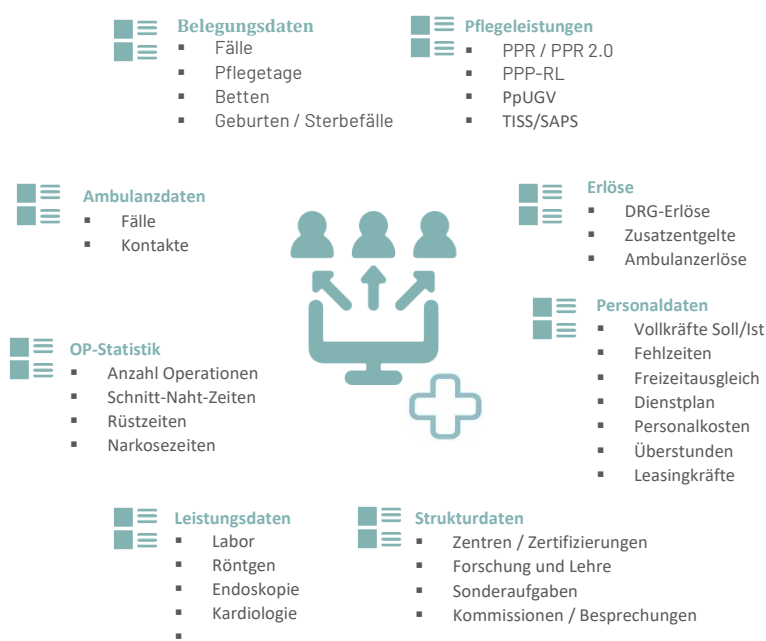 Belegungsdaten
▪ Fälle
▪ Pflegetage
▪ Betten
▪ Geburten / Sterbefälle
Pflegeleistungen
▪ PPR / PPR 2.0
▪ PPP-RL
▪ PpUGV
▪ TISS/SAPS
Ambulanzdaten
▪ Fälle
▪ Kontakte
Erlöse
▪ DRG-Erlöse
▪ Zusatzentgelte
▪ Ambulanzerlöse
OP-Statistik
▪ Anzahl Operationen
▪ Schnitt-Naht-Zeiten
▪ Rüstzeiten
▪ Narkosezeiten
Personaldaten
▪ Vollkräfte Soll/Ist
▪ Fehlzeiten
▪ Freizeitausgleich
▪ Dienstplan
▪ Personalkosten
▪ Überstunden
▪ Leasingkräfte
Leistungsdaten
▪ Labor
▪ Röntgen
▪ Endoskopie
▪ Kardiologie
▪
Strukturdaten
▪ Zentren / Zertifizierungen
▪ Forschung und Lehre
▪ Sonderaufgaben
▪ Kommissionen / Besprechungen